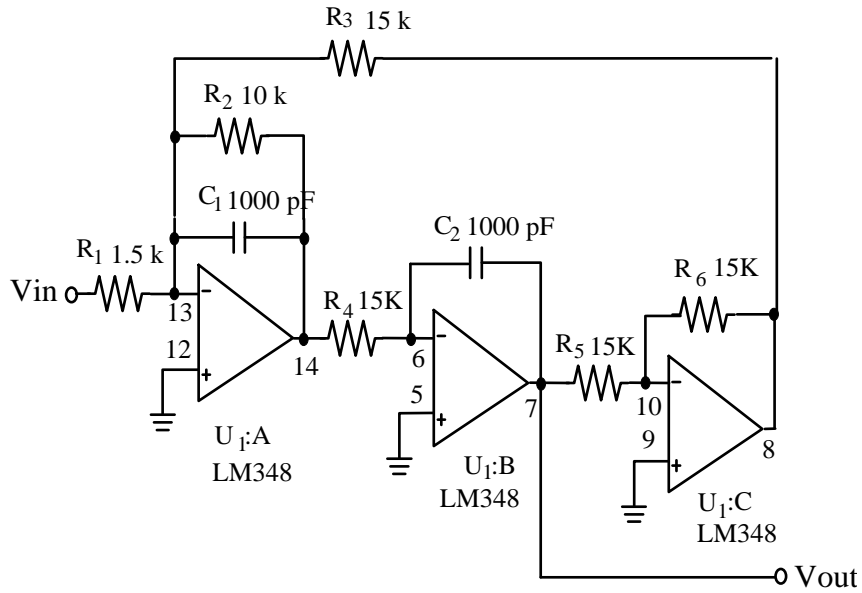 R3 15 k
R2 10 k
C1 1000 pF
C2 1000 pF
R1 1.5 k
R6 15K
Vin
R4 15K
R5 15K
13
12
14
6
5
7
10
9
8
U1:A
LM348
U1:B
LM348
U1:C
LM348
Vout